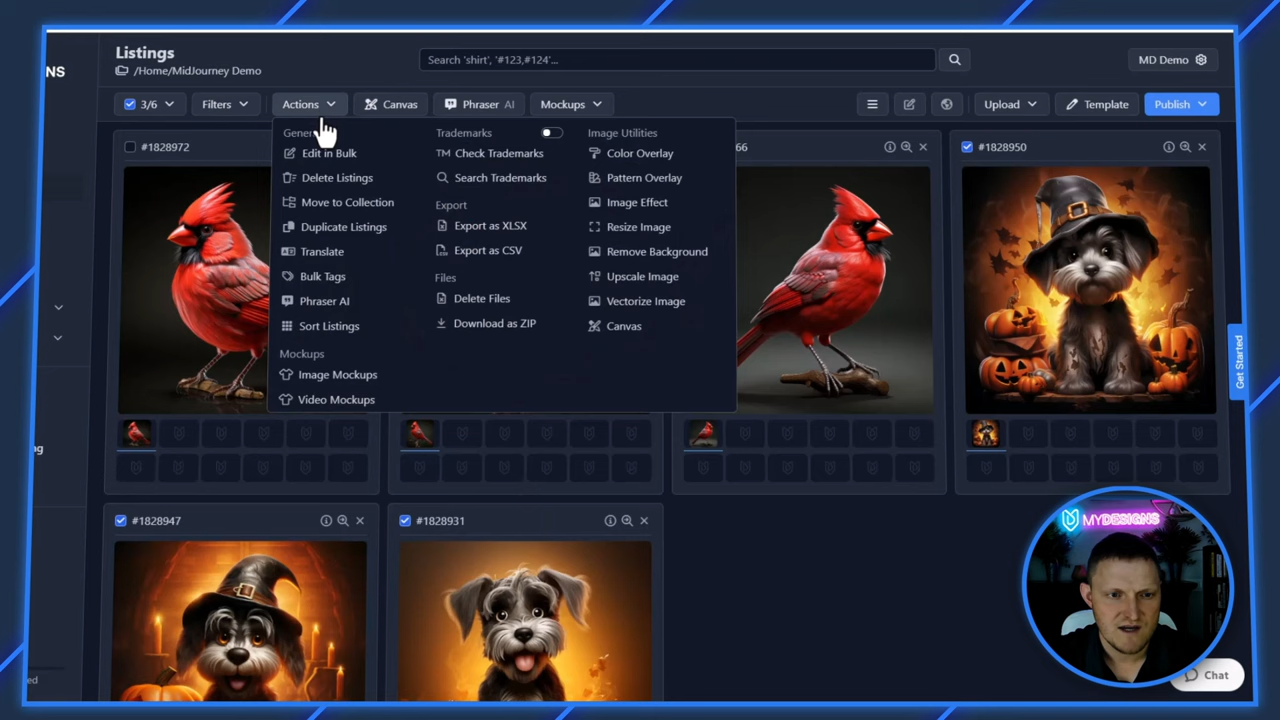 NS
Listings
/Home/MidJourney Demo
Search 'shirt', '#123,#124'...
MD Demo
3/6
Filters
Actions
Canvas
Phraser AI
Mockups
Upload
Template
Publish
#1828972
66
#1828950
Edit in Bulk
Delete Listings
Move to Collection
Duplicate Listings
Translate
Bulk Tags
Phraser AI
Sort Listings
Mockups
Image Mockups
Video Mockups
Trademarks
TM Check Trademarks
Search Trademarks
Export
Export as XLSX
Export as CSV
Files
Delete Files
Download as ZIP
Image Utilities
Color Overlay
Pattern Overlay
Image Effect
Resize Image
Remove Background
Upscale Image
Vectorize Image
Canvas
Get Started
ng
#1828947
#1828931
MYDESIGNS
Chat
ed